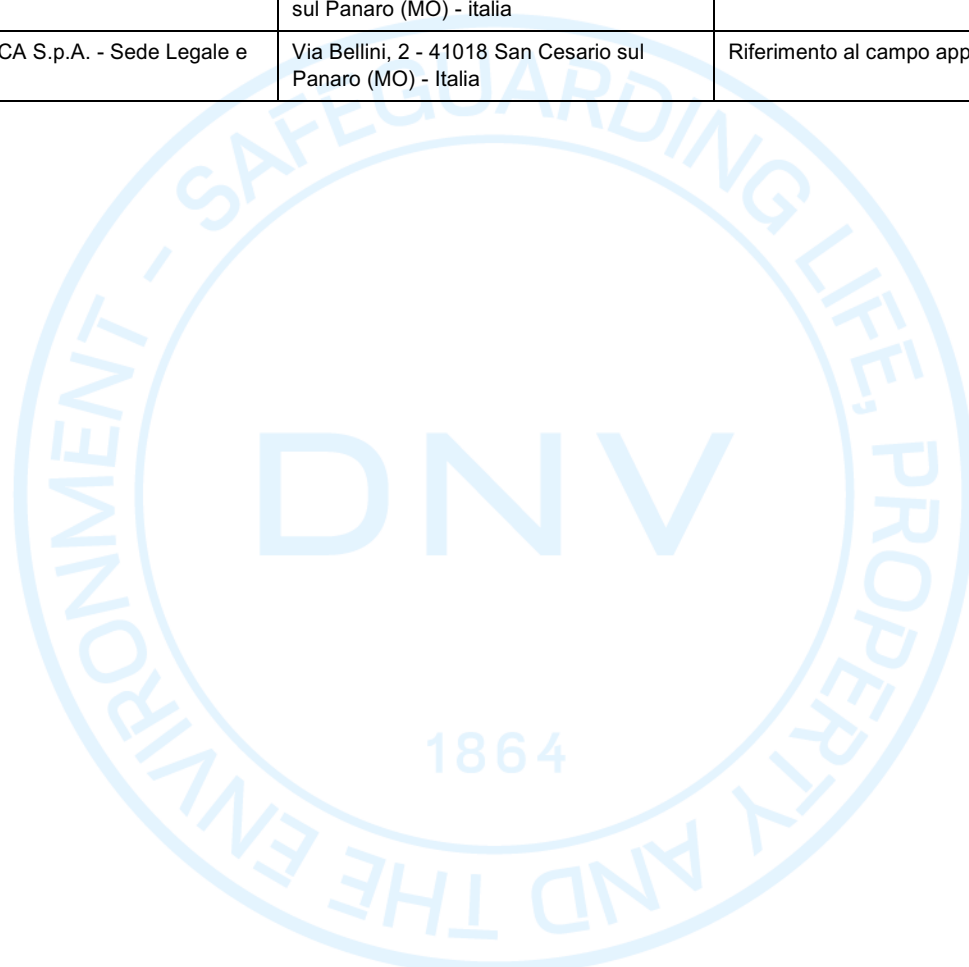 sul Panaro (MO) - italia
CA S.p.A. - Sede Legale e
Via Bellini, 2 - 41018 San Cesario sul
Panaro (MO) - Italia
Riferimento al campo app
SAFEGUARDING LIFE, PROPERTY AND THE ENVIRONMENT -
DNV
1864